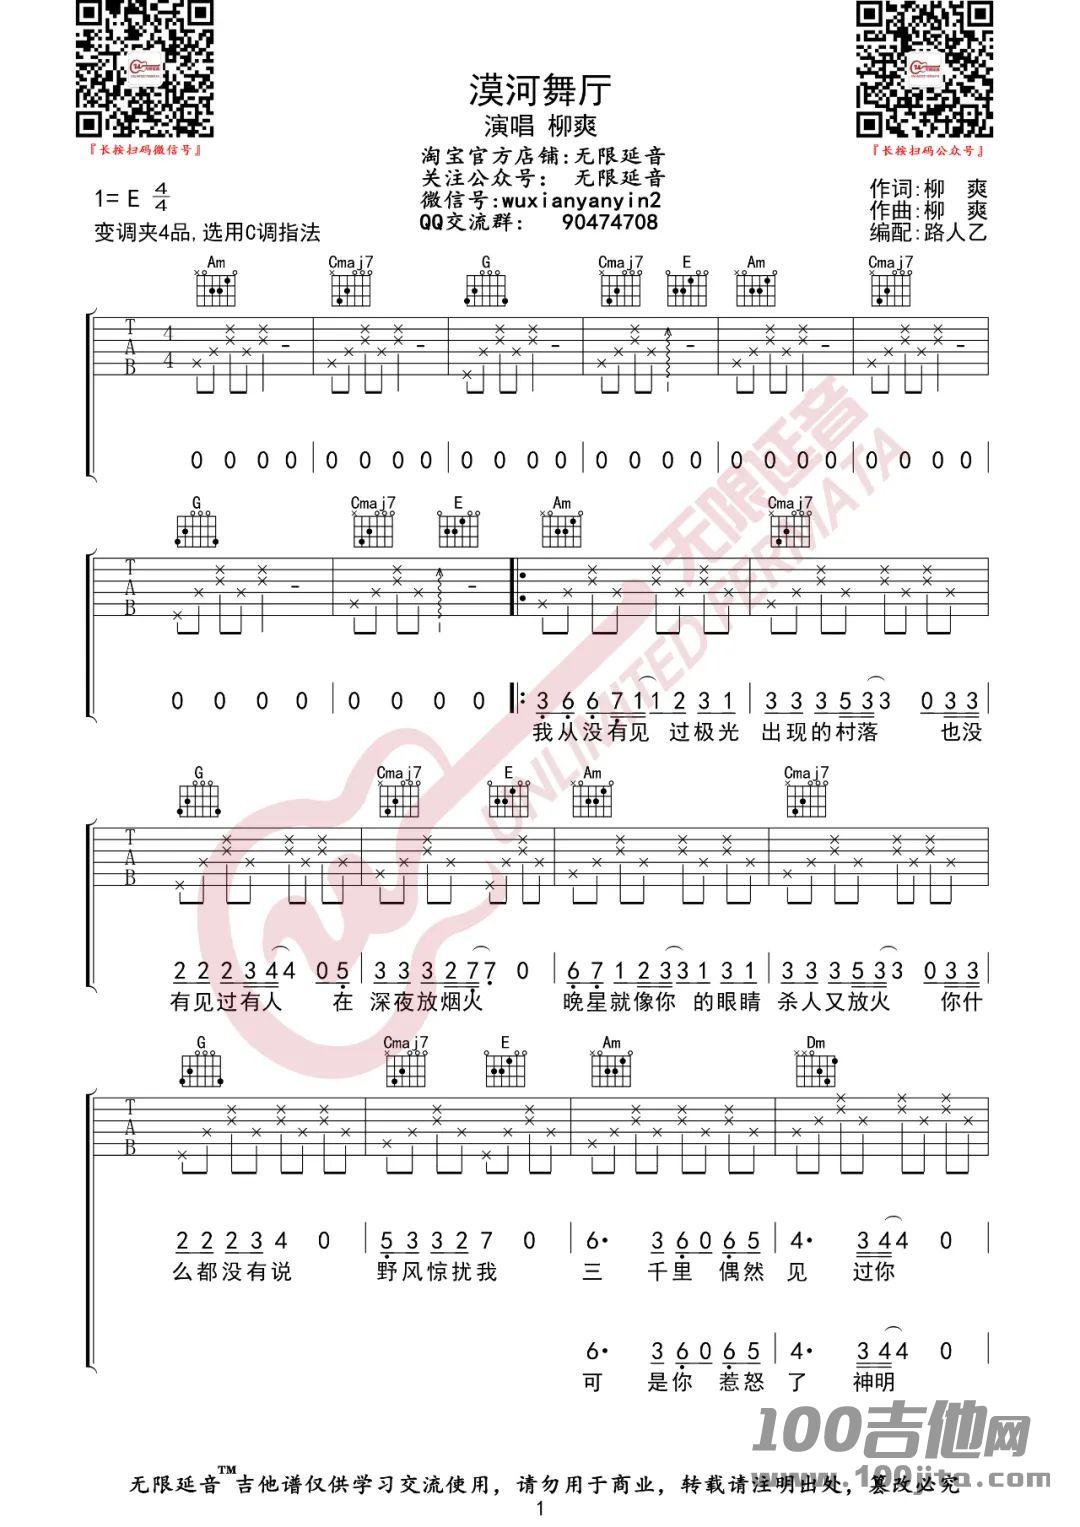 『长按扫码微信号』
『长按扫码公众号』
漠河舞厅
演唱 柳爽
淘宝官方店铺:无限延音
关注公众号: 无限延音
微信号:wuxianyanyin2
QQ交流群: 90474708
1= E 4/4
变调夹4品,选用C调指法
作词:柳 爽
作曲:柳 爽
编配:路人乙
Am Cmaj7 G Cmaj7 E Am Cmaj7
T A B 4 4
0 0 0 0 | 0 0 0 0 | 0 0 0 0 | 0 0 0 0 | 0 0 0 0 | 0 0 0 0
G Cmaj7 E Am Cmaj7
T A B
0 0 0 0 | 0 0 0 0 |: 3 6 6 7 1 1 2 3 1 | 3 3 3 5 3 3 0 3 3
我从没有见 过极光 出现的村落 也没
G Cmaj7 E Am Cmaj7
T A B
2 2 2 3 4 4 0 5 | 3 3 3 2 7 7 0 | 6 7 1 2 3 3 1 3 1 | 3 3 3 5 3 3 0 3 3
有见过有人 在 深夜放烟火 晚星就像你 的眼睛 杀人又放火 你什
G Cmaj7 E Am Dm
T A B
2 2 2 3 4 0 | 5 3 3 2 7 0 | 6· 3 6 0 6 5 | 4· 3 4 4 0
么都没有说 野风惊扰我 三 千里 偶然 见 过你
6· 3 6 0 6 5 4· 3 4 4 0
可 是你 惹怒 了 神明
无限延音
UNLIMITED FERMATA
100吉他网
www.100jita.com
无限延音™吉他谱仅供学习交流使用，请勿用于商业，转载请注明出处，篡改必究
1